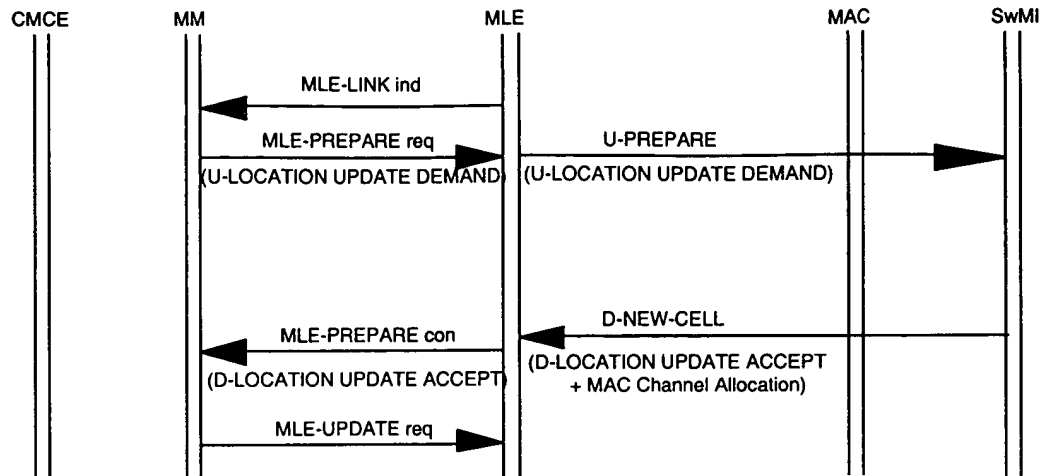 CMCE MM MLE MAC SwMI
MLE-LINK ind
MLE-PREPARE req U-PREPARE
(U-LOCATION UPDATE DEMAND) (U-LOCATION UPDATE DEMAND)
D-NEW-CELL
MLE-PREPARE con
(D-LOCATION UPDATE ACCEPT
(D-LOCATION UPDATE ACCEPT) + MAC Channel Allocation)
MLE-UPDATE req